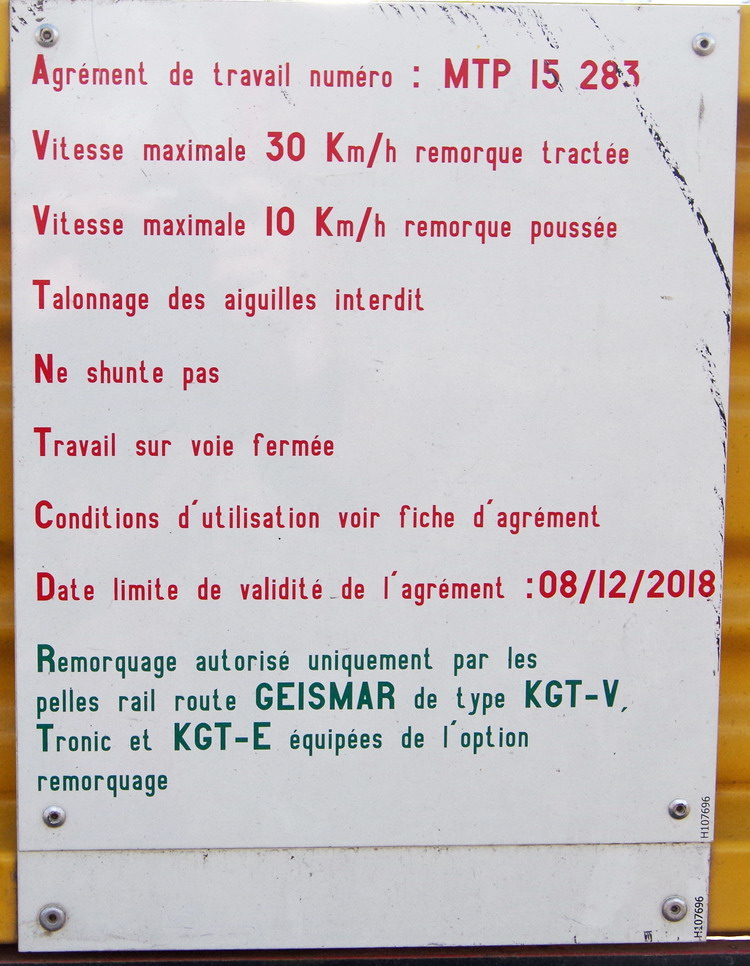 Agrément de travail numéro : MTP 15 283
Vitesse maximale 30 Km/h remorque tractée
Vitesse maximale 10 Km/h remorque poussée
Talonnage des aiguilles interdit
Ne shunte pas
Travail sur voie fermée
Conditions d'utilisation voir fiche d'agrément
Date limite de validité de l'agrément :08/12/2018
Remorquage autorisé uniquement par les
pelles rail route GEISMAR de type KGT-V,
Tronic et KGT-E équipées de l'option
remorquage
H107696
H107696